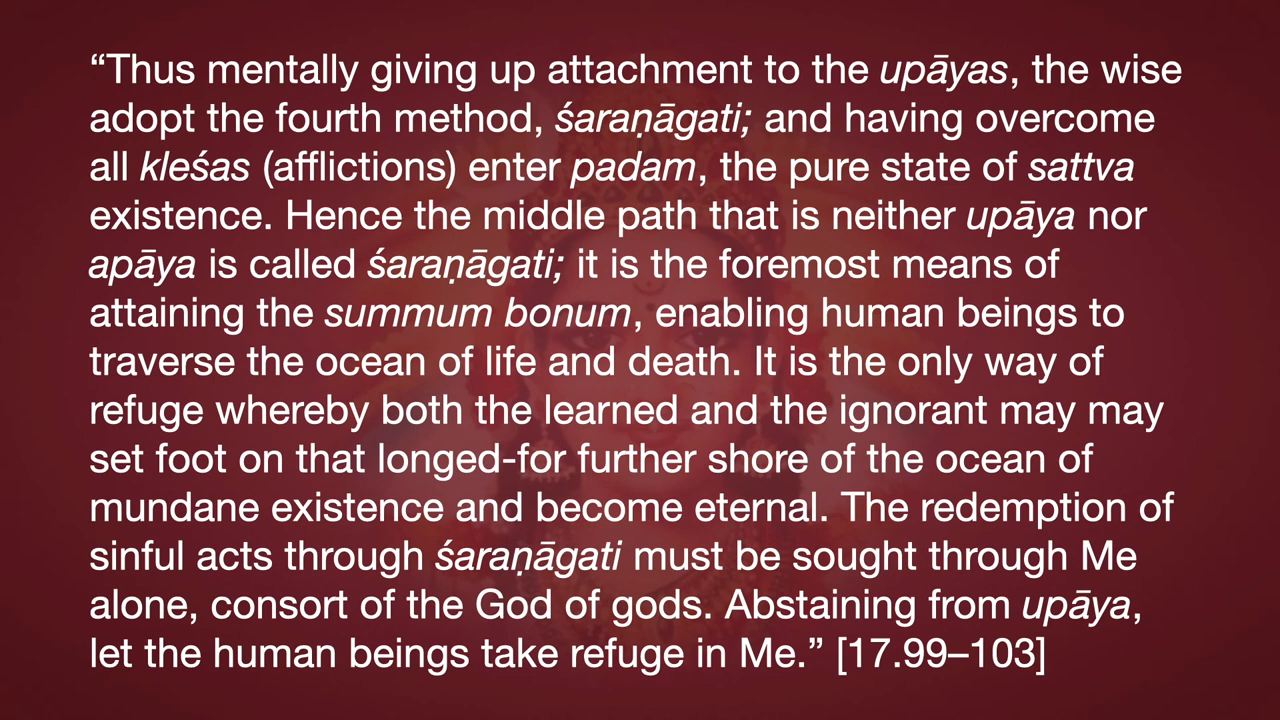 “Thus mentally giving up attachment to the upāyas, the wise
adopt the fourth method, śaraṇāgati; and having overcome
all kleśas (afflictions) enter padam, the pure state of sattva
existence. Hence the middle path that is neither upāya nor
apāya is called śaraṇāgati; it is the foremost means of
attaining the summum bonum, enabling human beings to
traverse the ocean of life and death. It is the only way of
refuge whereby both the learned and the ignorant may may
set foot on that longed-for further shore of the ocean of
mundane existence and become eternal. The redemption of
sinful acts through śaraṇāgati must be sought through Me
alone, consort of the God of gods. Abstaining from upāya,
let the human beings take refuge in Me.” [17.99–103]